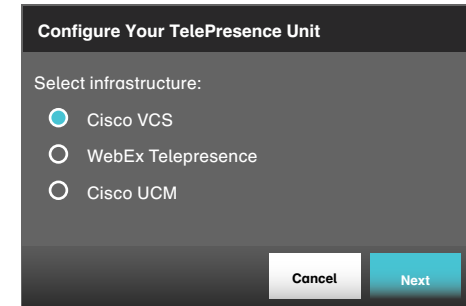 Configure Your TelePresence Unit
Select infrastructure:
Cisco VCS
WebEx Telepresence
Cisco UCM
Cancel
Next